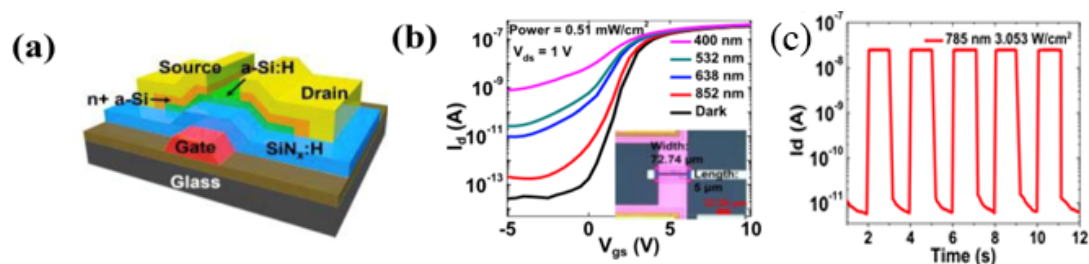 (a)
Source
a-Si:H
n+ a-Si
Drain
Gate
SiNx:H
Glass
(b)
Power = 0.51 mW/cm2
Vds = 1 V
400 nm
532 nm
638 nm
852 nm
Dark
Width:
72.74 μm
Length:
5 μm
10-7
10-9
10-11
10-13
Id (A)
-5
0
5
10
Vgs (V)
(c)
785 nm 3.053 W/cm2
10-7
10-8
10-9
10-10
10-11
Id (A)
2
4
6
8
10
12
Time (s)